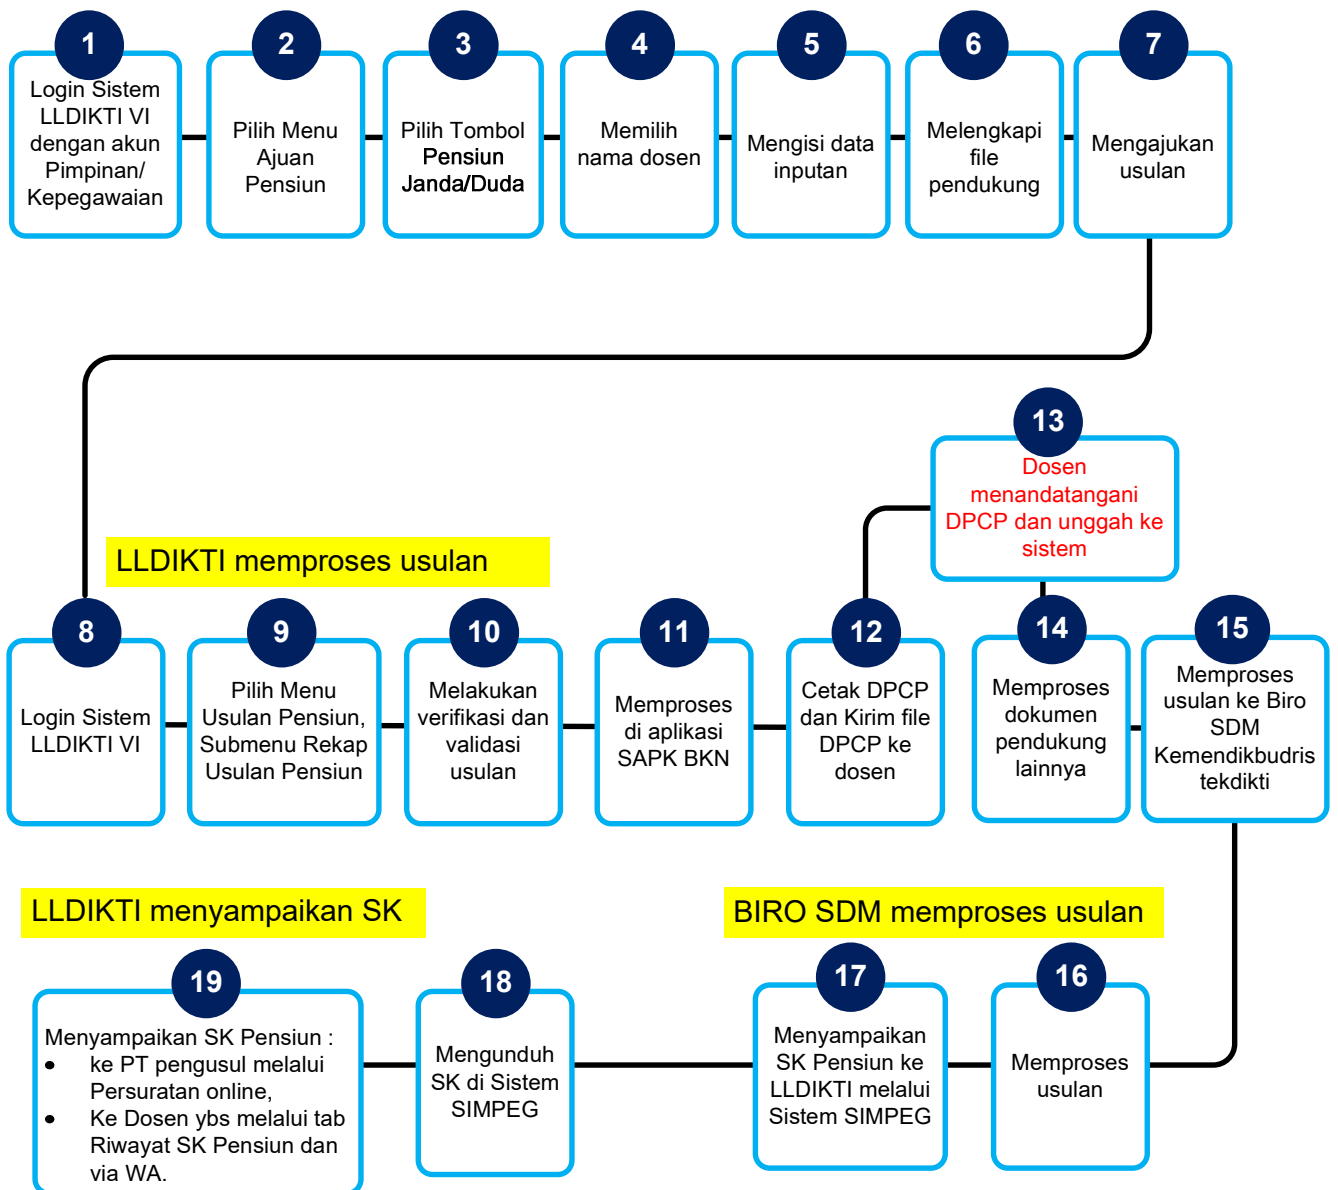 1
Login Sistem
LLDIKTI VI
dengan akun
Pimpinan/
Kepegawaian
2
Pilih Menu
Ajuan
Pensiun
3
Pilih Tombol
Pensiun
Janda/Duda
4
Memilih
nama dosen
5
Mengisi data
inputan
6
Melengkapi
file
pendukung
7
Mengajukan
usulan
LLDIKTI memproses usulan
8
Login Sistem
LLDIKTI VI
9
Pilih Menu
Usulan Pensiun,
Submenu Rekap
Usulan Pensiun
10
Melakukan
verifikasi dan
validasi
usulan
11
Memproses
di aplikasi
SAPK BKN
12
Cetak DPCP
dan Kirim file
DPCP ke
dosen
13
Dosen
menandatangani
DPCP dan unggah ke
sistem
14
Memproses
dokumen
pendukung
lainnya
15
Memproses
usulan ke Biro
SDM
Kemendikbudris
tekdikti
BIRO SDM memproses usulan
16
Memproses
usulan
17
Menyampaikan
SK Pensiun ke
LLDIKTI melalui
Sistem SIMPEG
LLDIKTI menyampaikan SK
18
Mengunduh
SK di Sistem
SIMPEG
19
Menyampaikan SK Pensiun :
• ke PT pengusul melalui
Persuratan online,
• Ke Dosen ybs melalui tab
Riwayat SK Pensiun dan
via WA.